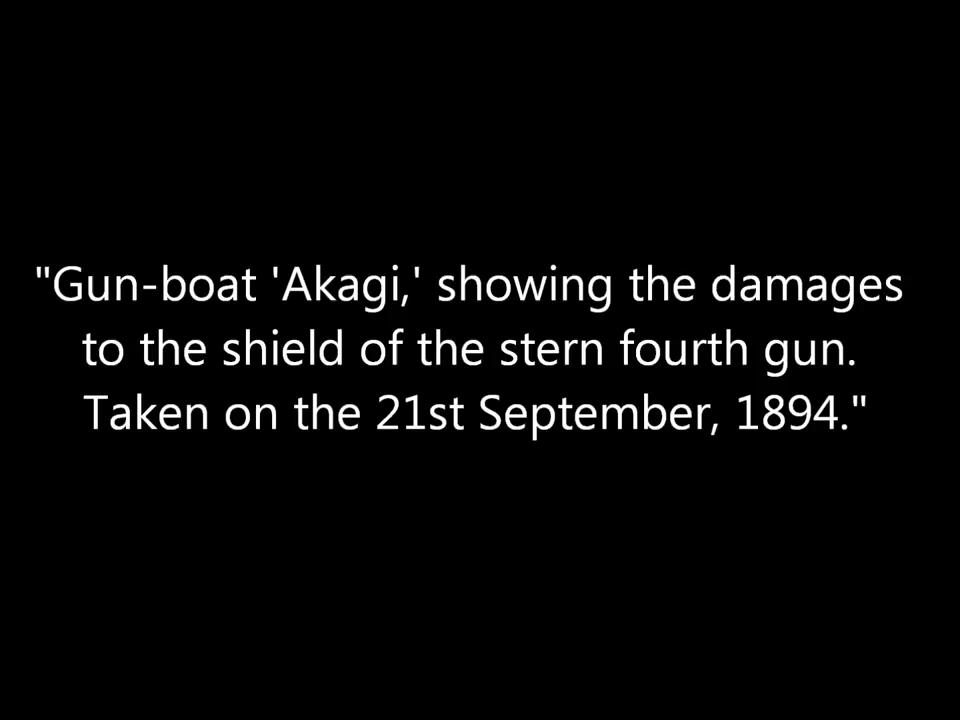 "Gun-boat 'Akagi,' showing the damages
to the shield of the stern fourth gun.
Taken on the 21st September, 1894."